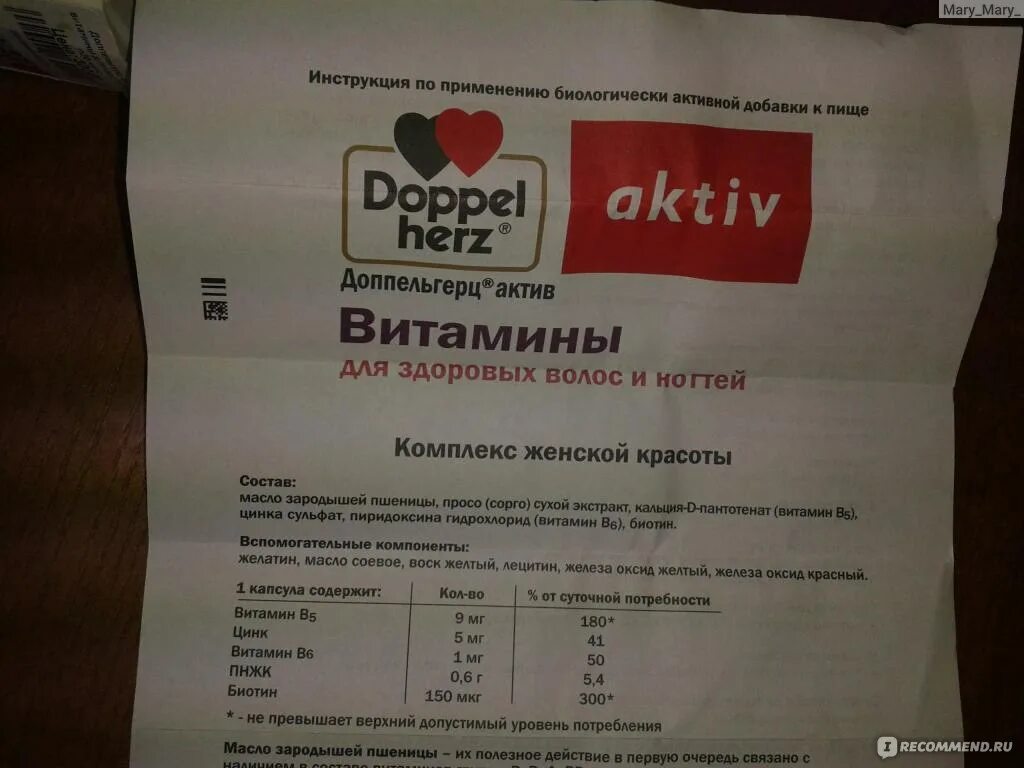 Mary_Mary_
Инструкция по применению биологически активной добавки к пище
Doppel
herz®
aktiv
Доппельгерц® актив
Витамины
для здоровых волос и ногтей
Комплекс женской красоты
Состав:
масло зародышей пшеницы, просо (сорго) сухой экстракт, кальция-D-пантотенат (витамин B5),
цинка сульфат, пиридоксина гидрохлорид (витамин B6), биотин.
Вспомогательные компоненты:
желатин, масло соевое, воск желтый, лецитин, железа оксид желтый, железа оксид красный.
1 капсула содержит: Кол-во % от суточной потребности
Витамин B5 9 мг 180*
Цинк 5 мг 41
Витамин B6 1 мг 50
ПНЖК 0,6 г 5,4
Биотин 150 мкг 300*
* - не превышает верхний допустимый уровень потребления
Масло зародышей пшеницы – их полезное действие в первую очередь связано с
наличием в составе витаминов
I RECOMMEND.RU